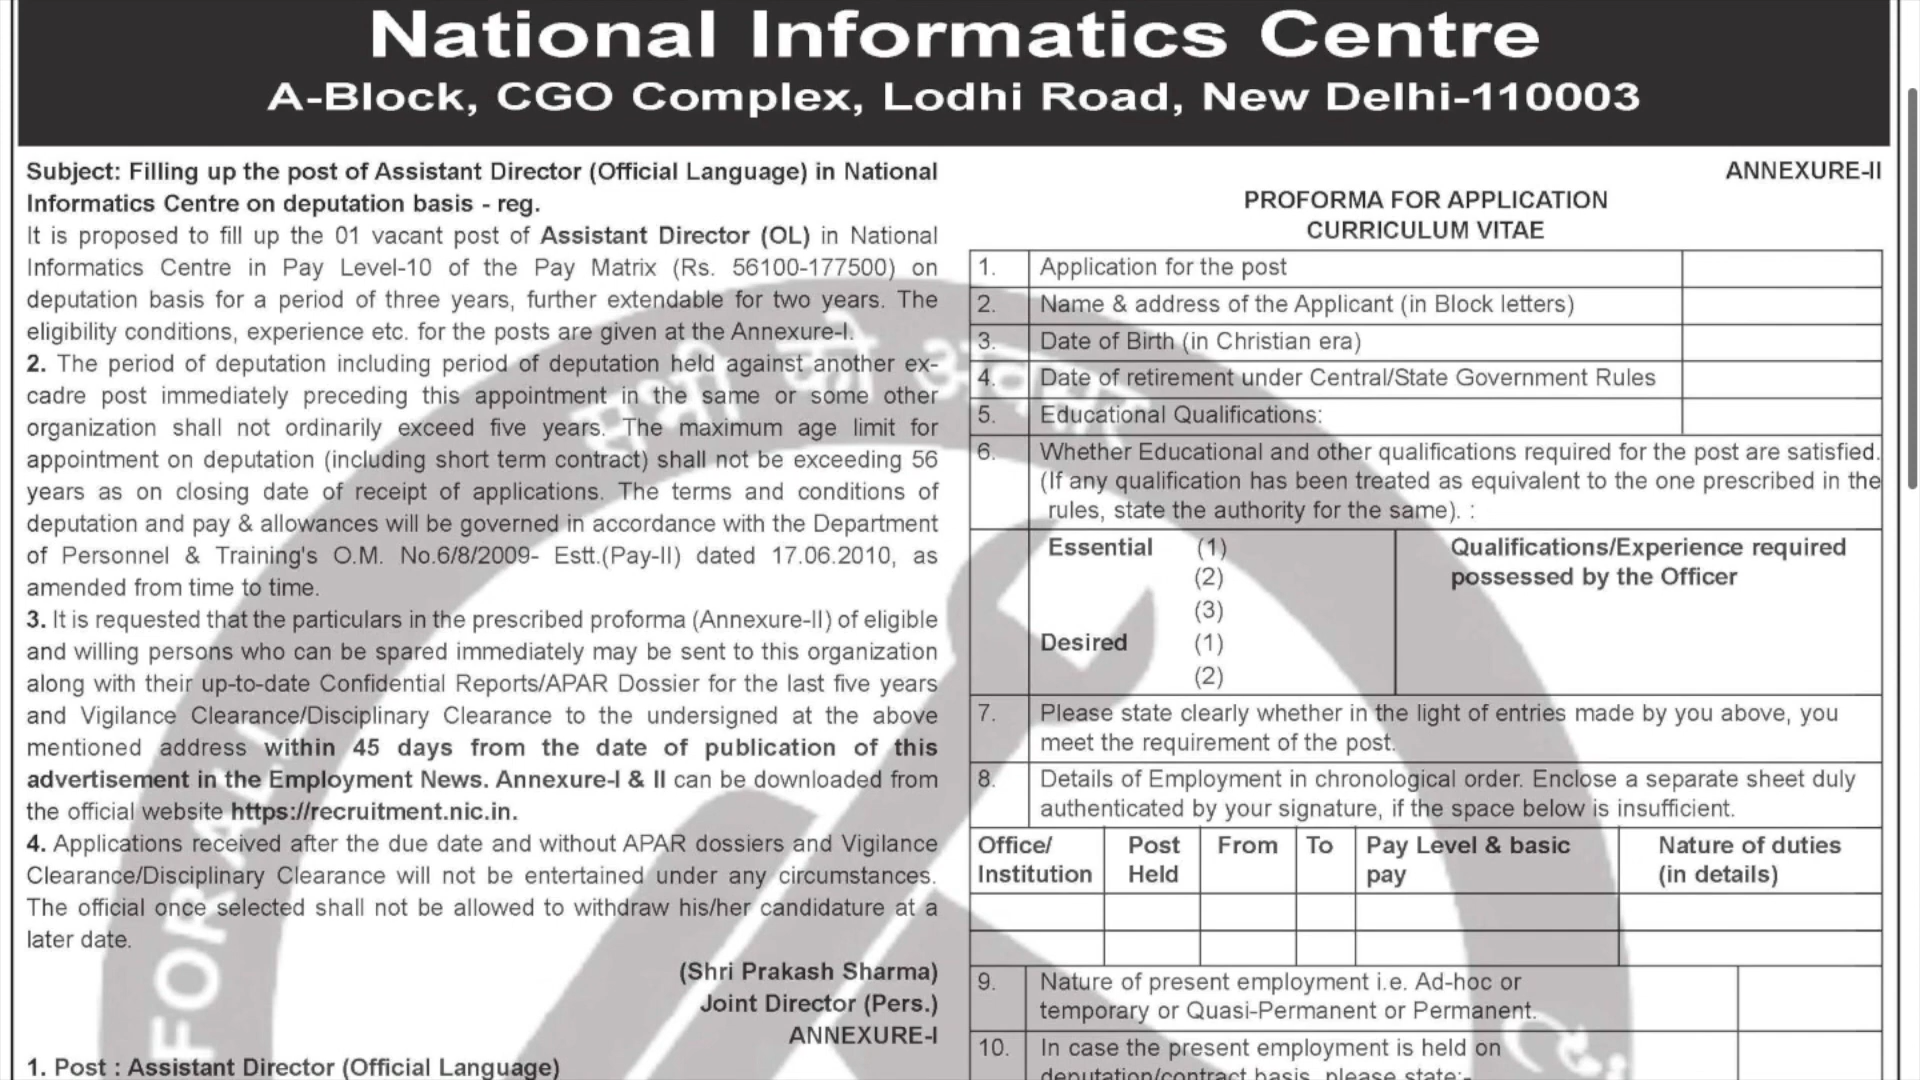 National Informatics Centre
A-Block, CGO Complex, Lodhi Road, New Delhi-110003
Subject: Filling up the post of Assistant Director (Official Language) in National
Informatics Centre on deputation basis - reg.
It is proposed to fill up the 01 vacant post of Assistant Director (OL) in National
Informatics Centre in Pay Level-10 of the Pay Matrix (Rs. 56100-177500) on
deputation basis for a period of three years, further extendable for two years. The
eligibility conditions, experience etc. for the posts are given at the Annexure-I.
2. The period of deputation including period of deputation held against another ex-
cadre post immediately preceding this appointment in the same or some other
organization shall not ordinarily exceed five years. The maximum age limit for
appointment on deputation (including short term contract) shall not be exceeding 56
years as on closing date of receipt of applications. The terms and conditions of
deputation and pay & allowances will be governed in accordance with the Department
of Personnel & Training's O.M. No.6/8/2009- Estt.(Pay-II) dated 17.06.2010, as
amended from time to time.
3. It is requested that the particulars in the prescribed proforma (Annexure-II) of eligible
and willing persons who can be spared immediately may be sent to this organization
along with their up-to-date Confidential Reports/APAR Dossier for the last five years
and Vigilance Clearance/Disciplinary Clearance to the undersigned at the above
mentioned address within 45 days from the date of publication of this
advertisement in the Employment News. Annexure-I & II can be downloaded from
the official website https://recruitment.nic.in.
4. Applications received after the due date and without APAR dossiers and Vigilance
Clearance/Disciplinary Clearance will not be entertained under any circumstances.
The official once selected shall not be allowed to withdraw his/her candidature at a
later date.
(Shri Prakash Sharma)
Joint Director (Pers.)
ANNEXURE-I
1. Post : Assistant Director (Official Language)
ANNEXURE-II
PROFORMA FOR APPLICATION
CURRICULUM VITAE
1. Application for the post
2. Name & address of the Applicant (in Block letters)
3. Date of Birth (in Christian era)
4. Date of retirement under Central/State Government Rules
5. Educational Qualifications:
6. Whether Educational and other qualifications required for the post are satisfied.
(If any qualification has been treated as equivalent to the one prescribed in the
rules, state the authority for the same). :
Essential (1) Qualifications/Experience required
(2) possessed by the Officer
(3)
Desired (1)
(2)
7. Please state clearly whether in the light of entries made by you above, you
meet the requirement of the post.
8. Details of Employment in chronological order. Enclose a separate sheet duly
authenticated by your signature, if the space below is insufficient.
Office/ Post From To Pay Level & basic Nature of duties
Institution Held pay (in details)
9. Nature of present employment i.e. Ad-hoc or
temporary or Quasi-Permanent or Permanent.
10. In case the present employment is held on
deputation/contract basis, please state:-
FOR ALL